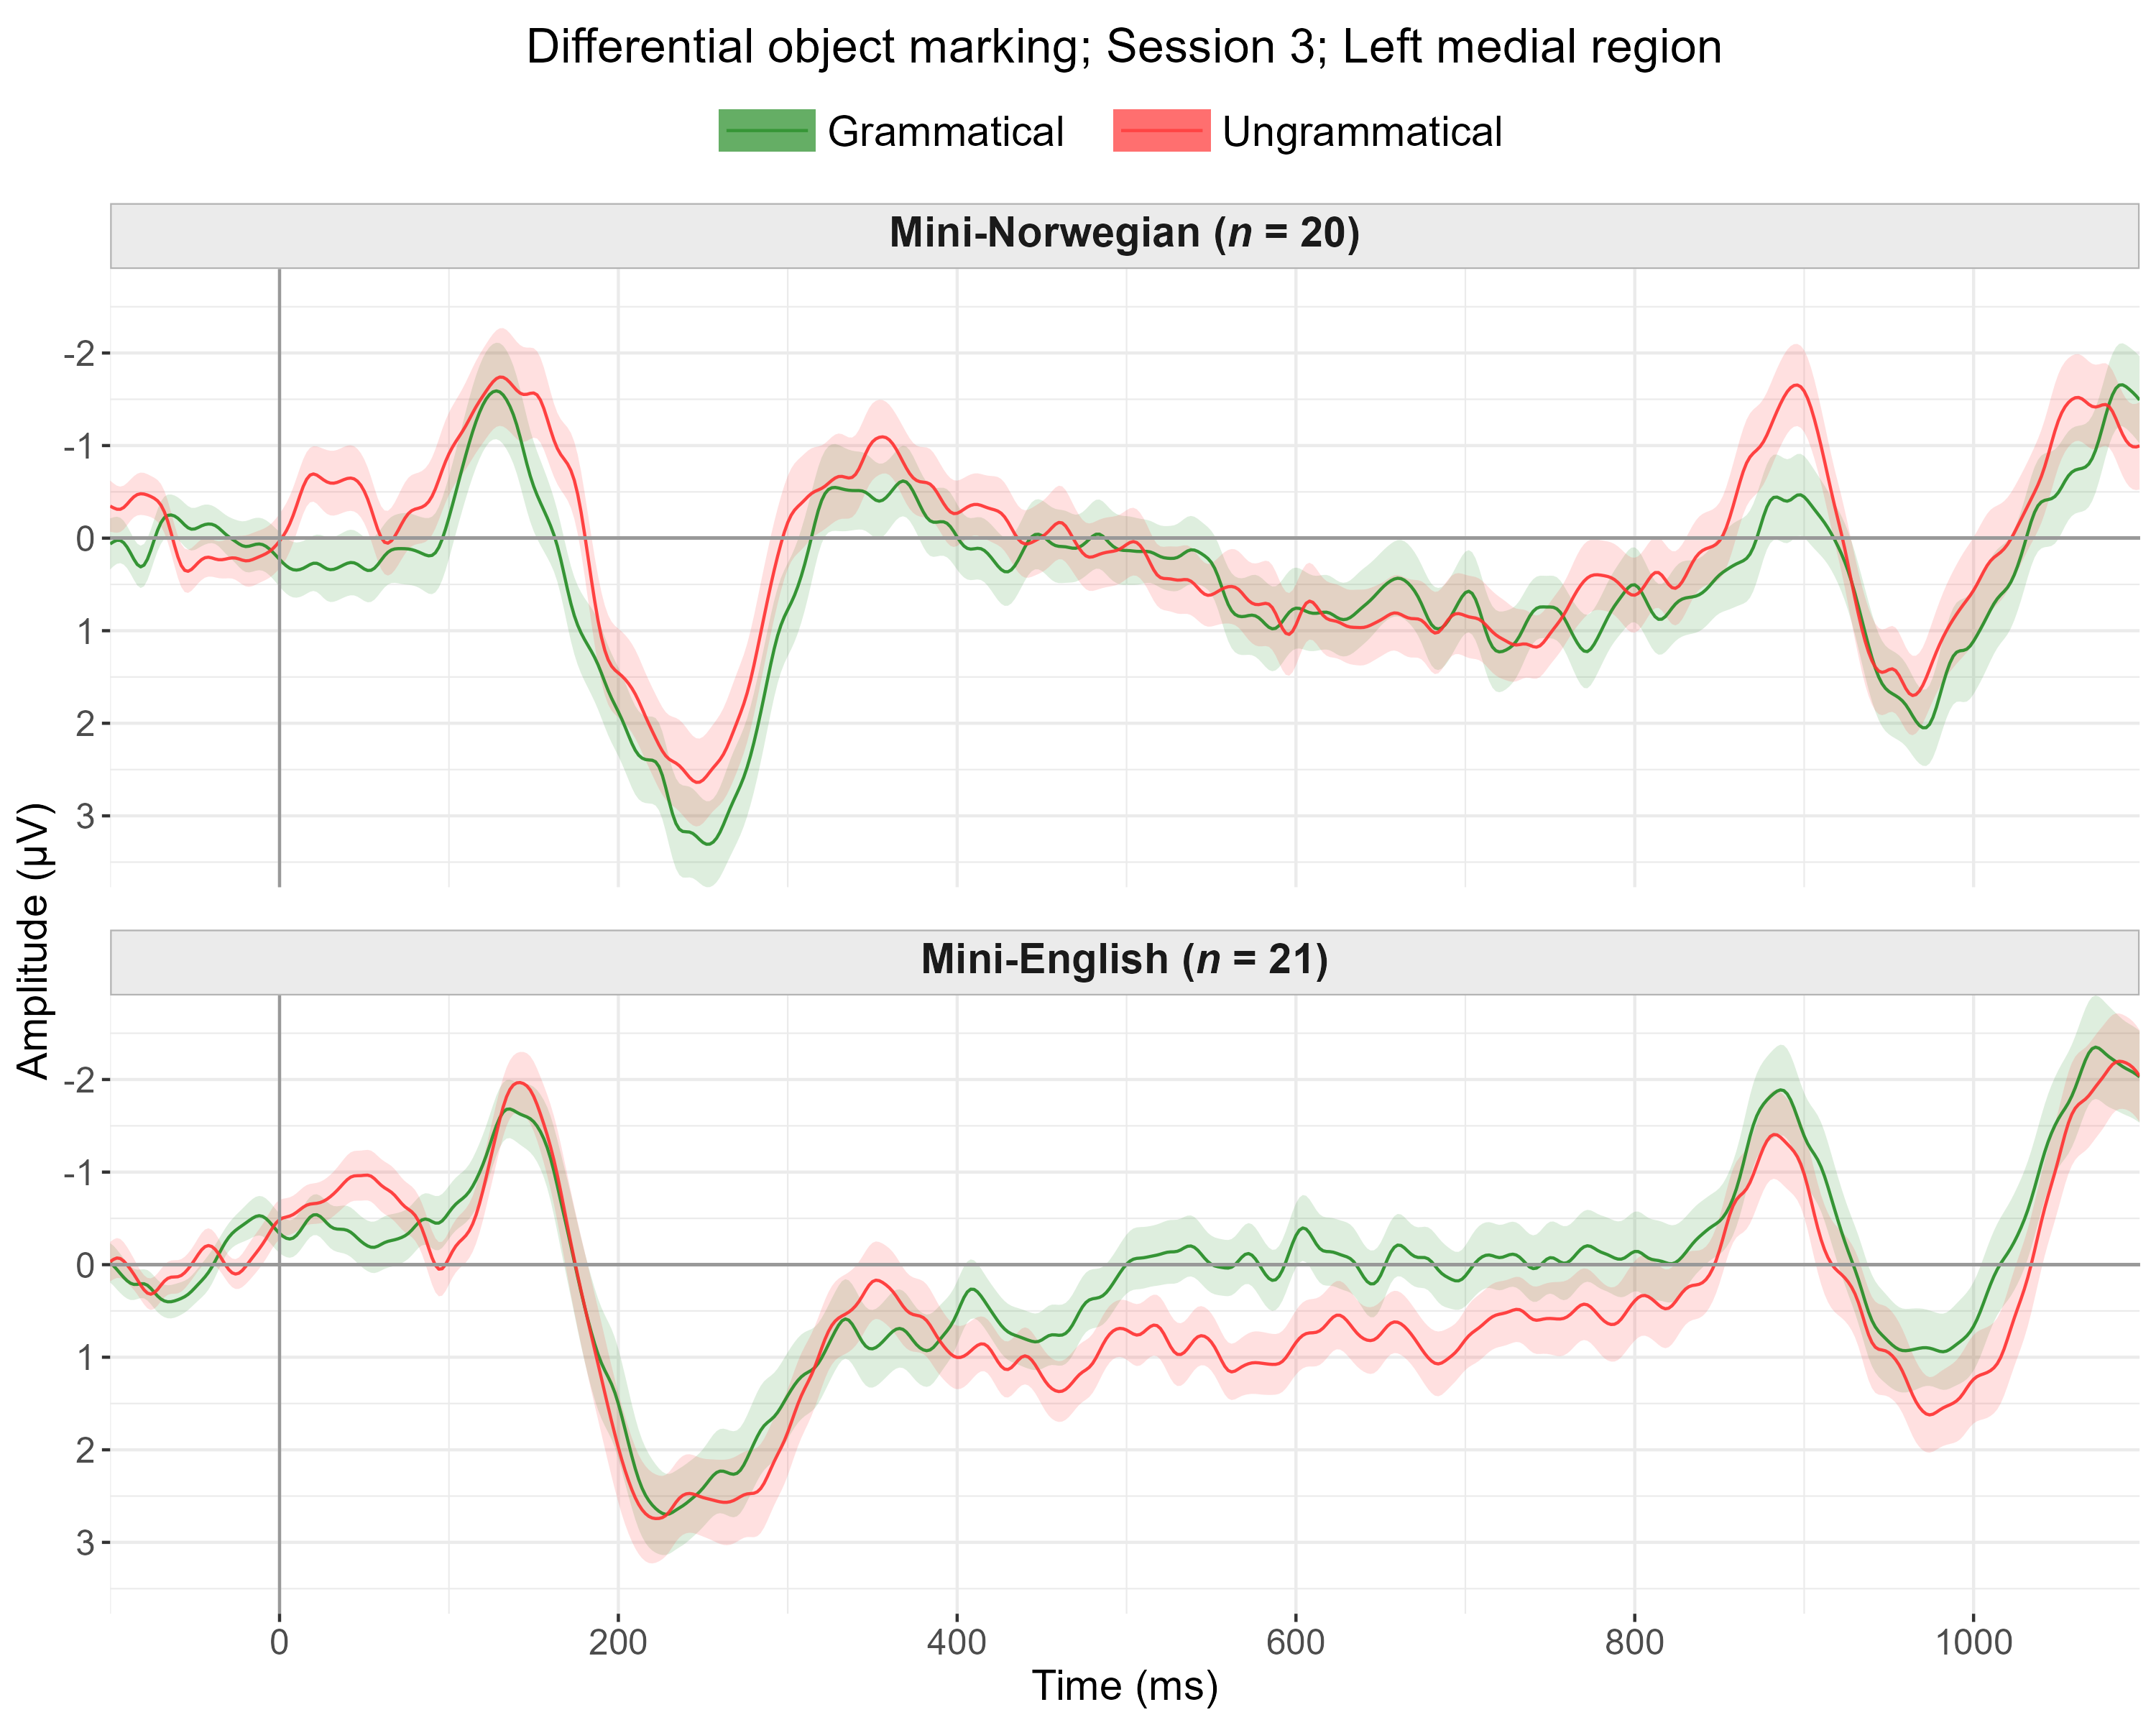 Differential object marking; Session 3; Left medial region
Grammatical Ungrammatical
Mini-Norwegian (n = 20)
-2
-1
0
1
2
3
Amplitude (µV)
Mini-English (n = 21)
-2
-1
0
1
2
3
0 200 400 600 800 1000
Time (ms)